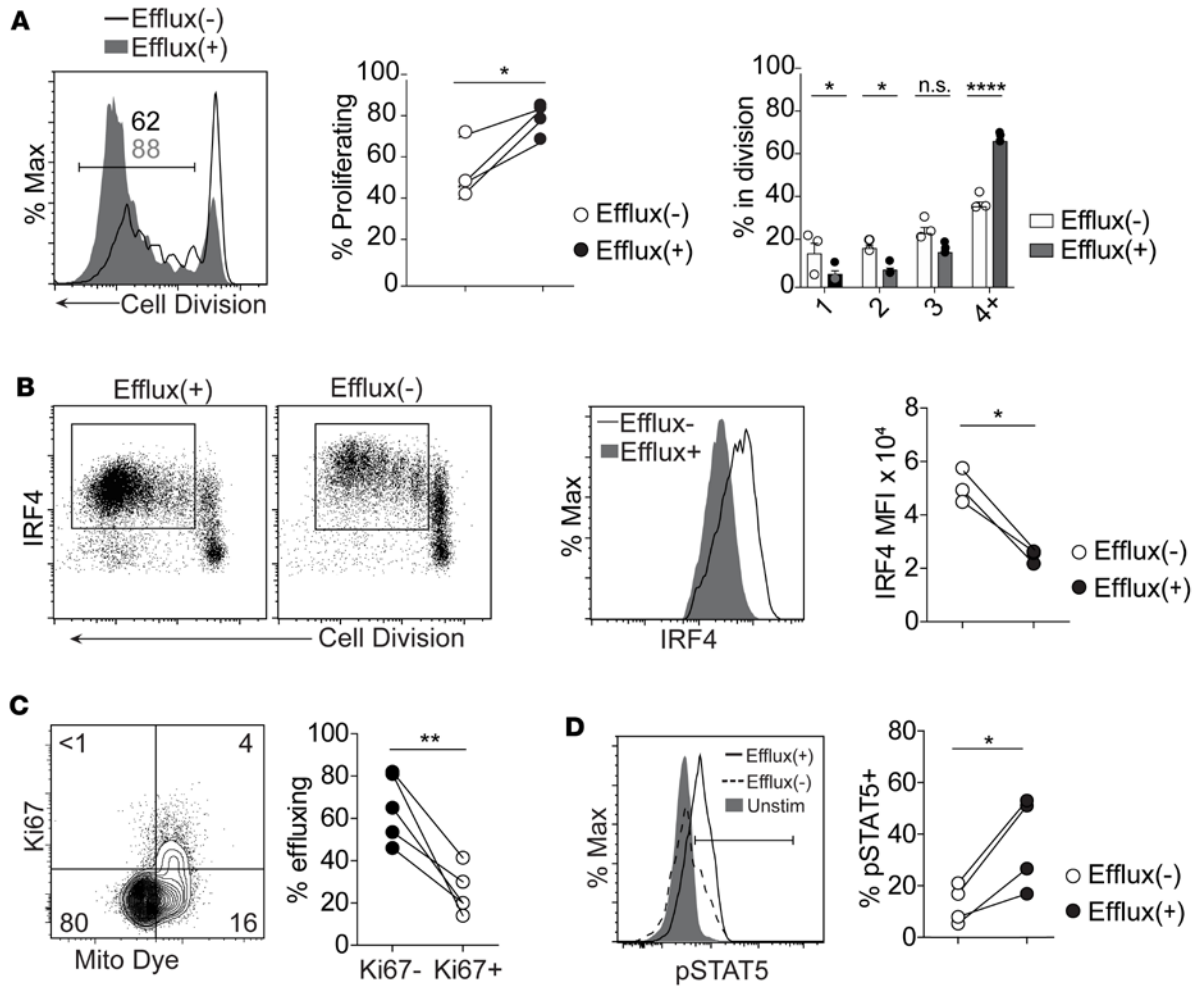 A
Efflux(-)
Efflux(+)
62
88
% Max
Cell Division
*
100
80
60
40
20
0
% Proliferating
Efflux(-)
Efflux(+)
* * n.s. ****
100
80
60
40
20
0
% in division
1 2 3 4+
Efflux(-)
Efflux(+)
B
Efflux(+) Efflux(-)
IRF4
Cell Division
Efflux-
Efflux+
% Max
IRF4
*
8
6
4
2
0
IRF4 MFI x 10⁴
Efflux(-)
Efflux(+)
C
<1 4
80 16
Ki67
Mito Dye
**
100
80
60
40
20
0
% effluxing
Ki67- Ki67+
D
Efflux(+)
Efflux(-)
Unstim
% Max
pSTAT5
*
80
60
40
20
0
% pSTAT5+
Efflux(-)
Efflux(+)